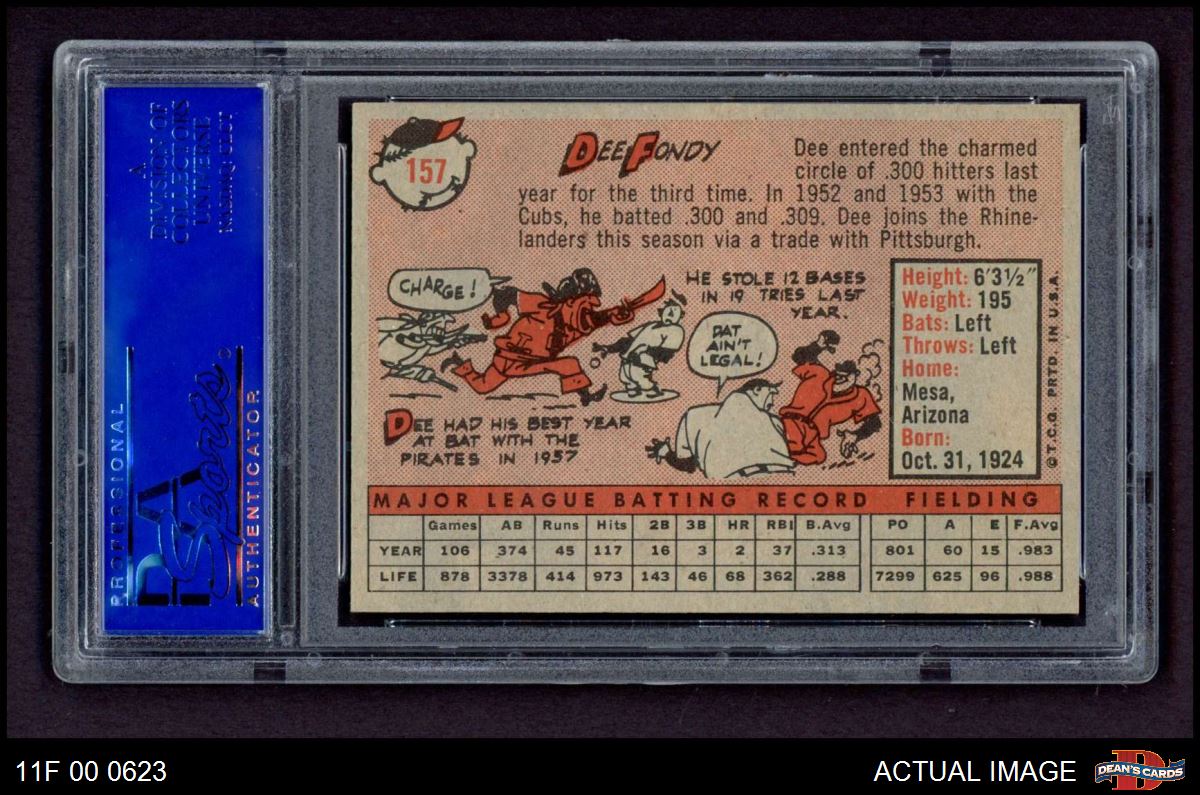 A
DIVISION OF
COLLECTORS
UNIVERSE
NASDAQ: CLCT
PROFESSIONAL
PSA
Sports
AUTHENTICATOR
157
DEE FONDY
Dee entered the charmed
circle of .300 hitters last
year for the third time. In 1952 and 1953 with the
Cubs, he batted .300 and .309. Dee joins the Rhine-
landers this season via a trade with Pittsburgh.
CHARGE!
HE STOLE 12 BASES
IN 19 TRIES LAST
YEAR.
DAT
AIN'T
LEGAL!
DEE HAD HIS BEST YEAR
AT BAT WITH THE
PIRATES IN 1957
Height: 6'3½"
Weight: 195
Bats: Left
Throws: Left
Home:
Mesa,
Arizona
Born:
Oct. 31, 1924
©T.C.G. PRTD. IN U.S.A.
MAJOR LEAGUE BATTING RECORD FIELDING
Games AB Runs Hits 2B 3B HR RBI B.Avg PO A E F.Avg
YEAR 106 374 45 117 16 3 2 37 .313 801 60 15 .983
LIFE 878 3378 414 973 143 46 68 362 .288 7299 625 96 .988
11F 00 0623
ACTUAL IMAGE
D
DEAN'S CARDS